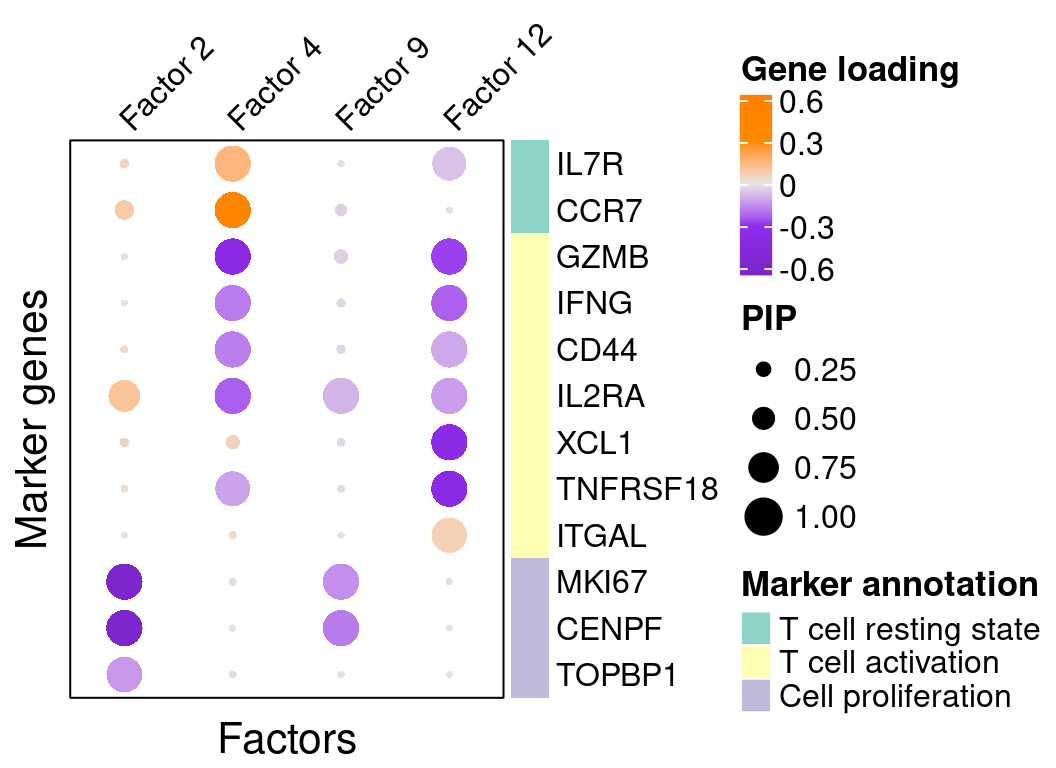 Factor 2
Factor 4
Factor 9
Factor 12
Marker genes
IL7R
CCR7
GZMB
IFNG
CD44
IL2RA
XCL1
TNFRSF18
ITGAL
MKI67
CENPF
TOPBP1
Factors
Gene loading
0.6
0.3
0
-0.3
-0.6
PIP
0.25
0.50
0.75
1.00
Marker annotation
T cell resting state
T cell activation
Cell proliferation